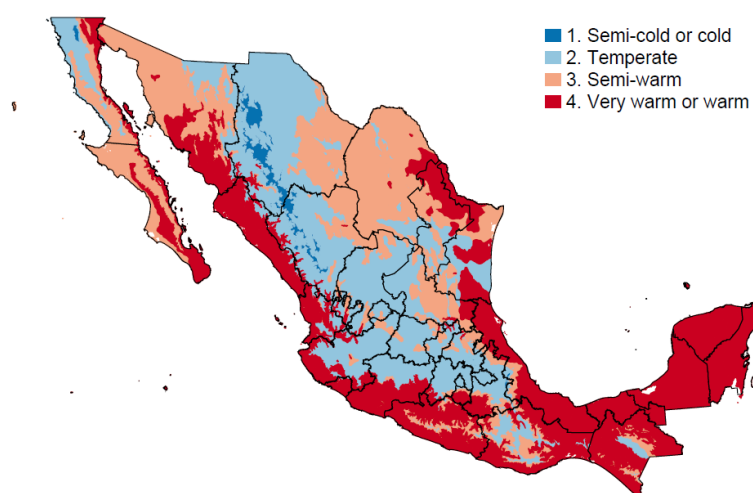 1. Semi-cold or cold
2. Temperate
3. Semi-warm
4. Very warm or warm